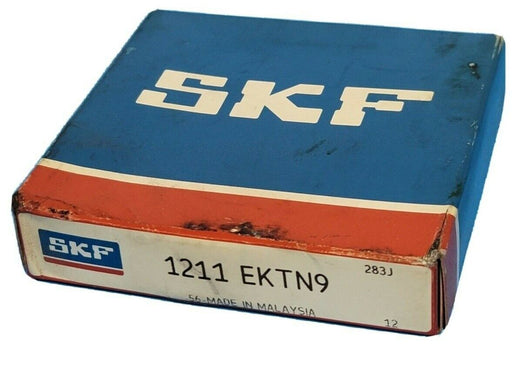 SKF
SKF
1211 EKTN9
283J
56 MADE IN MALAYSIA
12